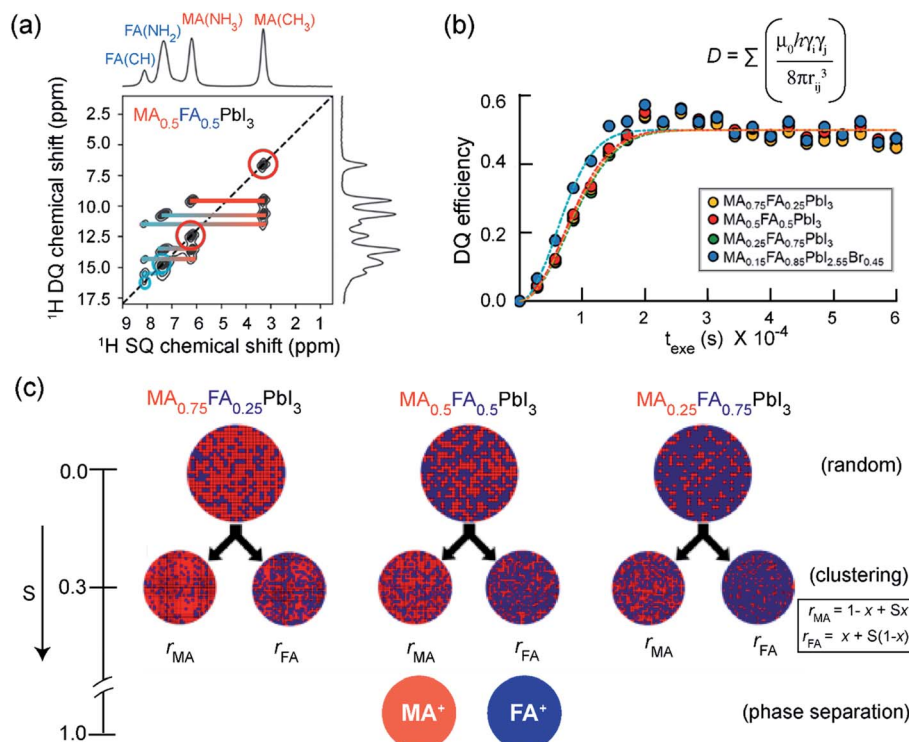 (a)
FA(CH)
FA(NH2)
MA(NH3)
MA(CH3)
MA0.5FA0.5PbI3
1H DQ chemical shift (ppm)
2.5
5.0
7.5
10.0
12.5
15.0
17.5
9 8 7 6 5 4 3 2 1
1H SQ chemical shift (ppm)
(b)
D = Σ ( μ0hγiγj / 8πrij3 )
DQ efficiency
0.6
0.4
0.2
0.0
MA0.75FA0.25PbI3
MA0.5FA0.5PbI3
MA0.25FA0.75PbI3
MA0.15FA0.85PbI2.55Br0.45
1 2 3 4 5 6
texe (s) X 10-4
(c)
MA0.75FA0.25PbI3 MA0.5FA0.5PbI3 MA0.25FA0.75PbI3
0.0 (random)
S
0.3 (clustering)
rMA = 1- x + Sx
rFA = x + S(1-x)
rMA rFA rMA rFA rMA rFA
MA+ FA+
1.0 (phase separation)